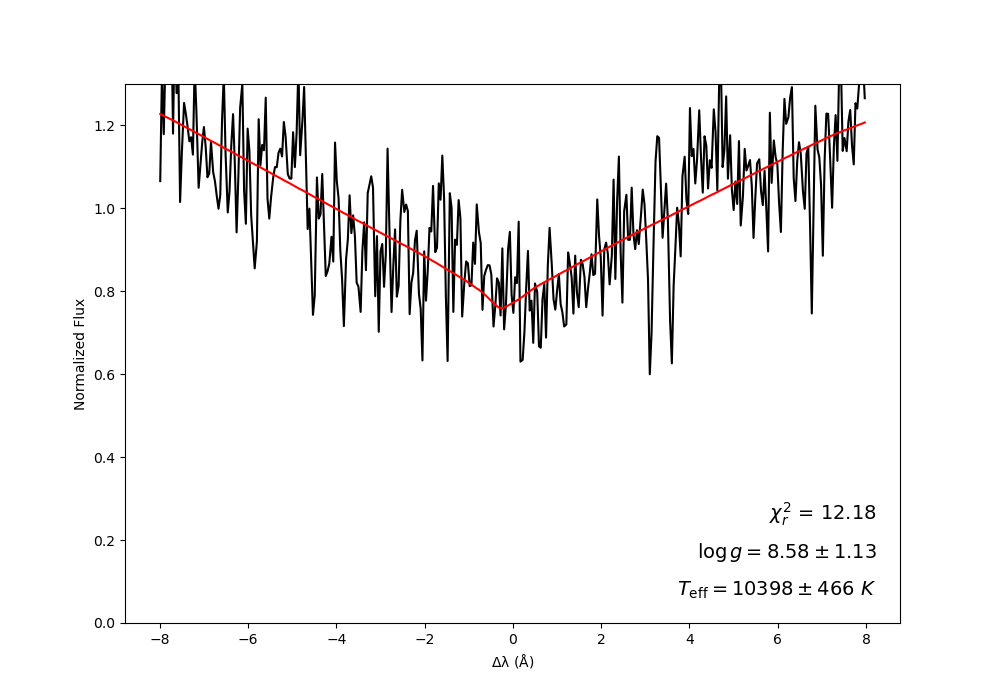 1.2
1.0
0.8
0.6
0.4
0.2
0.0
Normalized Flux
χ²ᵣ = 12.18
log g = 8.58 ± 1.13
T_eff = 10398 ± 466 K
−8 −6 −4 −2 0 2 4 6 8
Δλ (Å)